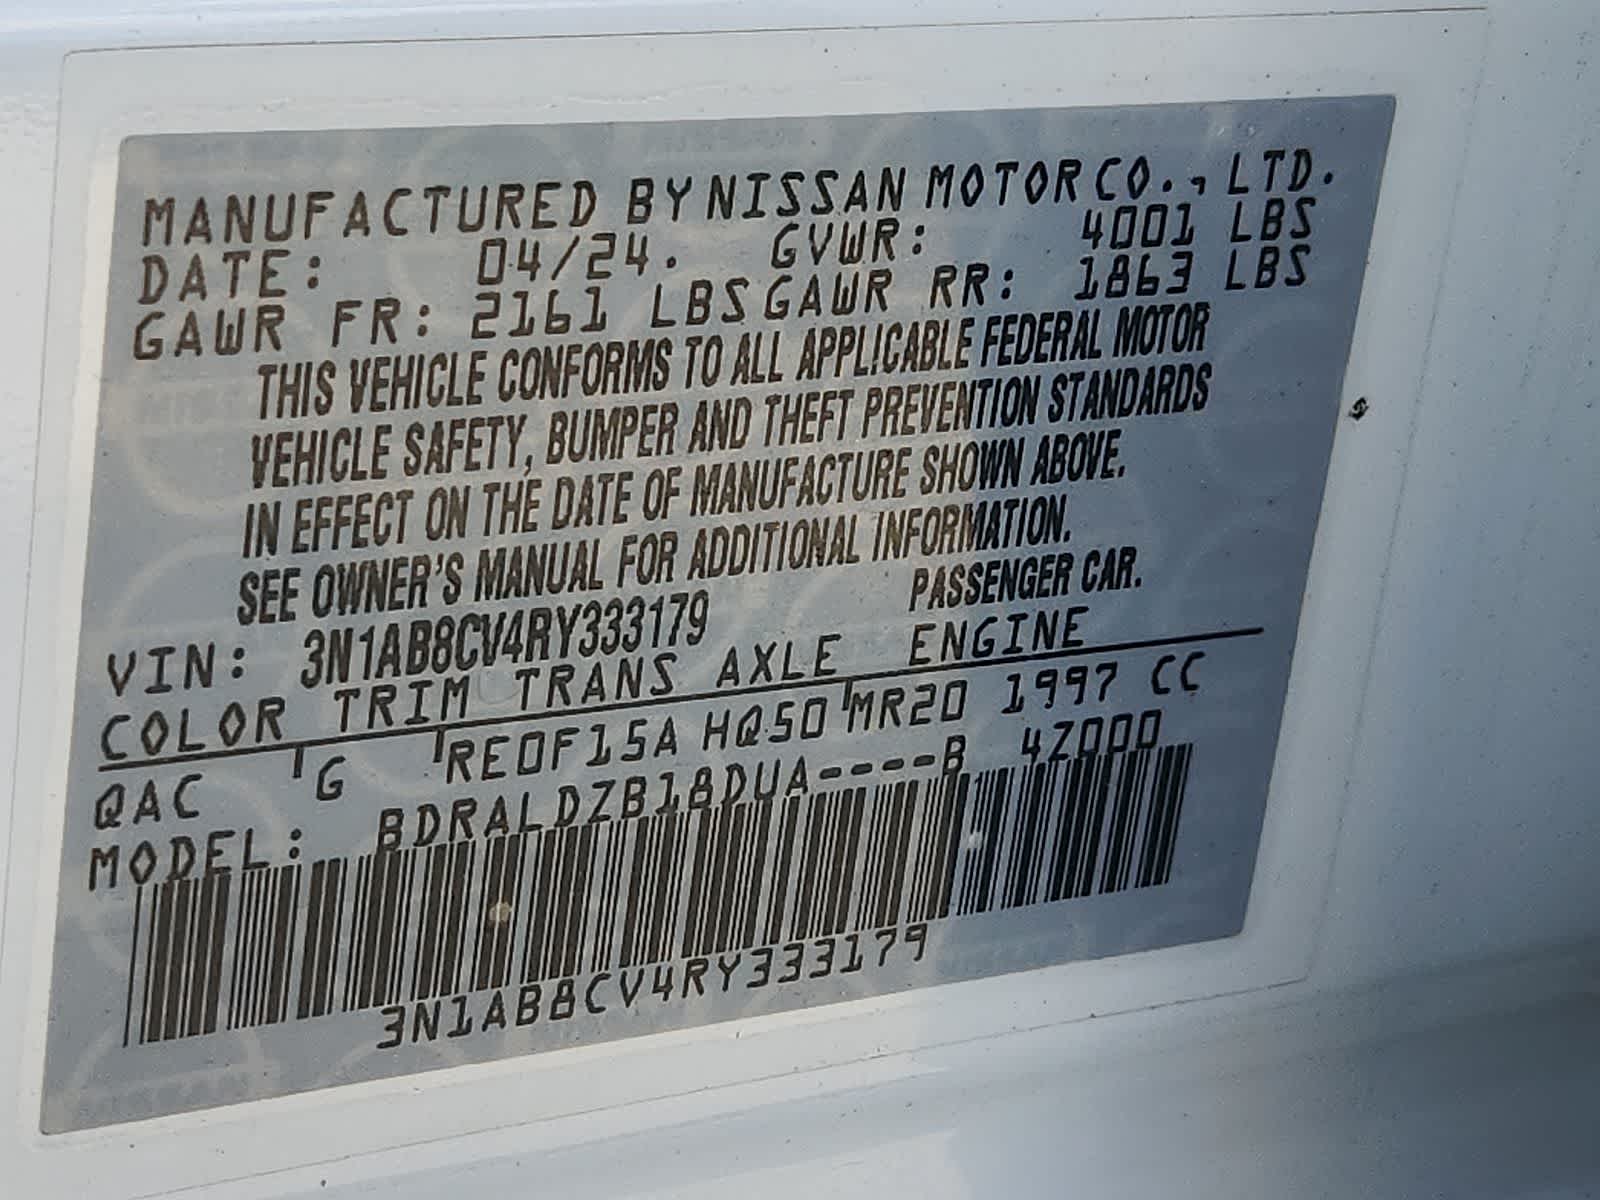 MANUFACTURED BY NISSAN MOTOR CO., LTD.
DATE: 04/24. GVWR: 4001 LBS
GAWR FR: 2161 LBS GAWR RR: 1863 LBS
THIS VEHICLE CONFORMS TO ALL APPLICABLE FEDERAL MOTOR
VEHICLE SAFETY, BUMPER AND THEFT PREVENTION STANDARDS
IN EFFECT ON THE DATE OF MANUFACTURE SHOWN ABOVE.
SEE OWNER'S MANUAL FOR ADDITIONAL INFORMATION.
VIN: 3N1AB8CV4RY333179 PASSENGER CAR.
COLOR TRIM TRANS AXLE ENGINE
QAC G RE0F15A HQ50 MR20 1997 CC
MODEL: BDRALDZB18DUA----B 4Z000
3N1AB8CV4RY333179